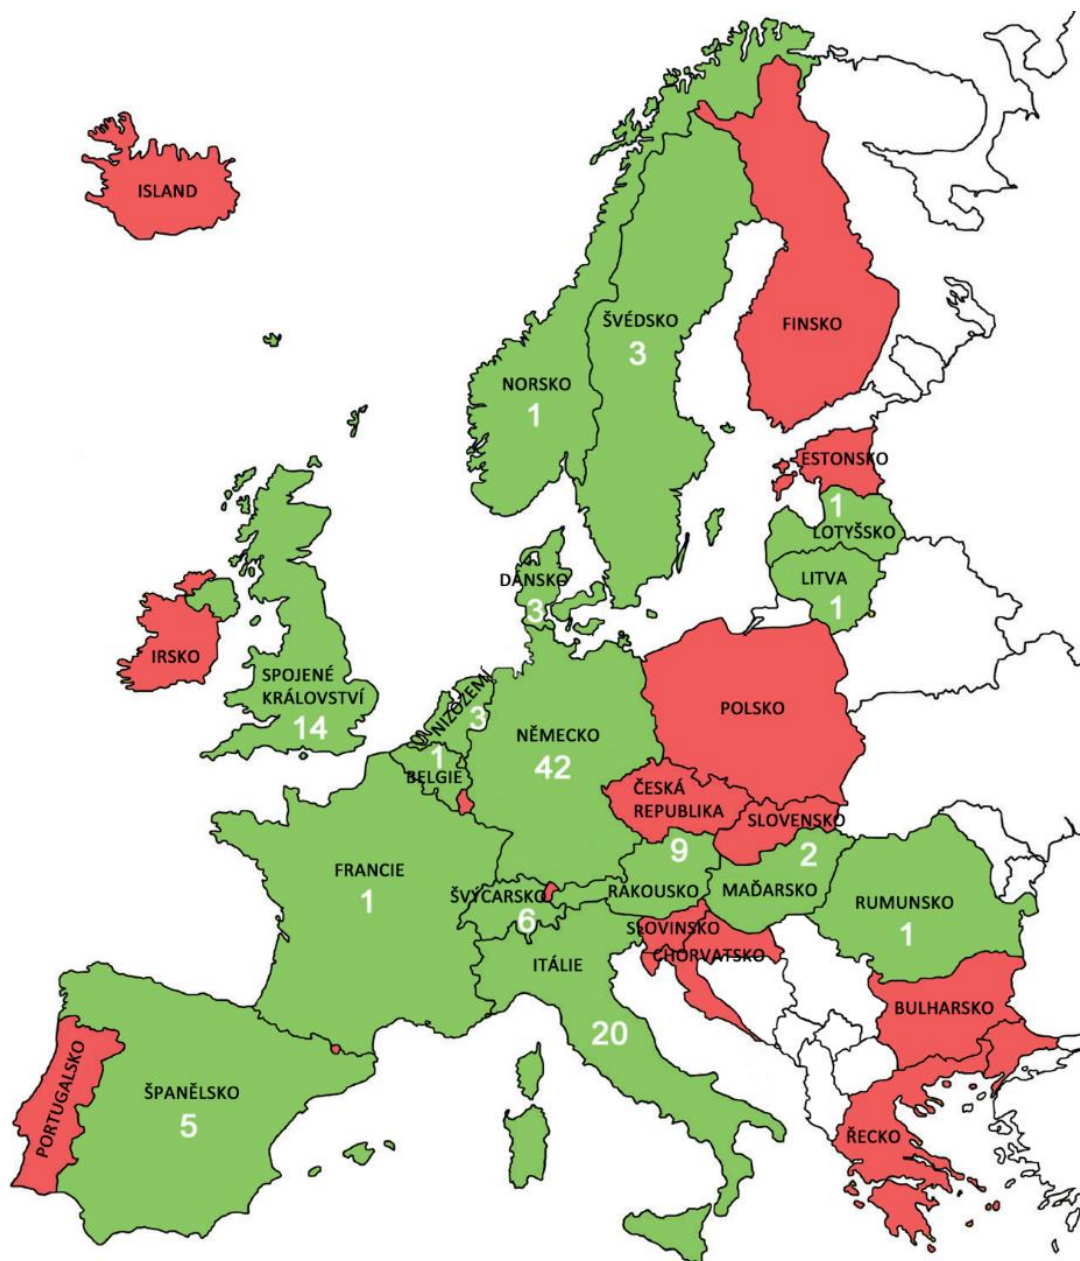 ISLAND
FINSKO
ŠVÉDSKO
3
NORSKO
1
ESTONSKO
1
LOTYŠSKO
DÁNSKO
3
LITVA
1
IRSKO
SPOJENÉ
KRÁLOVSTVÍ
14
NIZOZEMÍ
3
POLSKO
NĚMECKO
42
1
BELGIE
ČESKÁ
REPUBLIKA
SLOVENSKO
9
2
FRANCIE
1
ŠVÝCARSKO
6
RAKOUSKO
MAĎARSKO
RUMUNSKO
1
SLOVINSKO
CHORVATSKO
ITÁLIE
20
BULHARSKO
PORTUGALSKO
ŠPANĚLSKO
5
ŘECKO